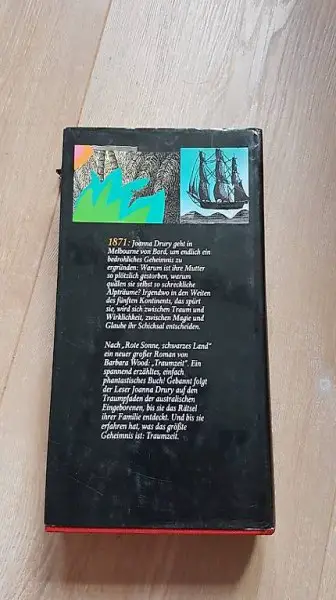 1871: Joanna Drury geht in
Melbourne von Bord, um endlich ein
bedrohliches Geheimnis zu
ergründen: Warum ist ihre Mutter
so plötzlich gestorben, warum
quälen sie selbst so schreckliche
Alpträume? Irgendwo in den Weiten
des fünften Kontinents, das spürt
sie, wird sich zwischen Traum und
Wirklichkeit, zwischen Magie und
Glaube ihr Schicksal entscheiden.
Nach „Rote Sonne, schwarzes Land"
ein neuer großer Roman von
Barbara Wood: „Traumzeit". Ein
spannend erzähltes, einfach
phantastisches Buch! Gebannt folgt
der Leser Joanna Drury auf den
Traumpfaden der australischen
Eingeborenen, bis sie das Rätsel
ihrer Familie entdeckt. Und bis sie
erfahren hat, was das größte
Geheimnis ist: Traumzeit.